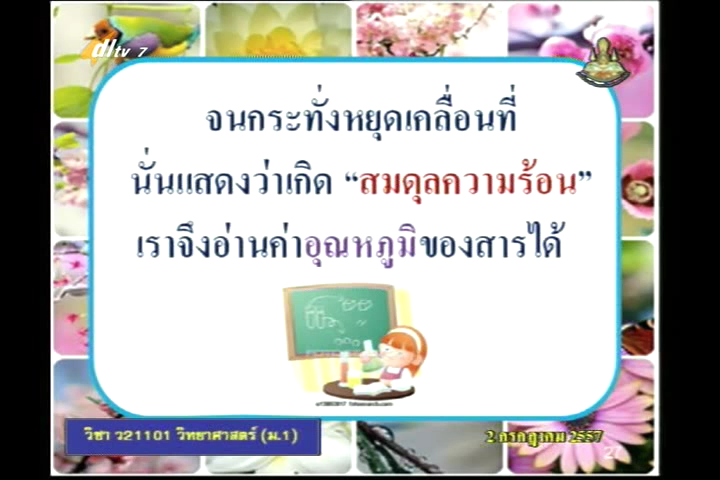 dltv 7
จนกระทั่งหยุดเคลื่อนที่
นั่นแสดงว่าเกิด “สมดุลความร้อน”
เราจึงอ่านค่าอุณหภูมิของสารได้
วิชา ว21101 วิทยาศาสตร์ (ม.1)
2 กรกฎาคม 2557
27